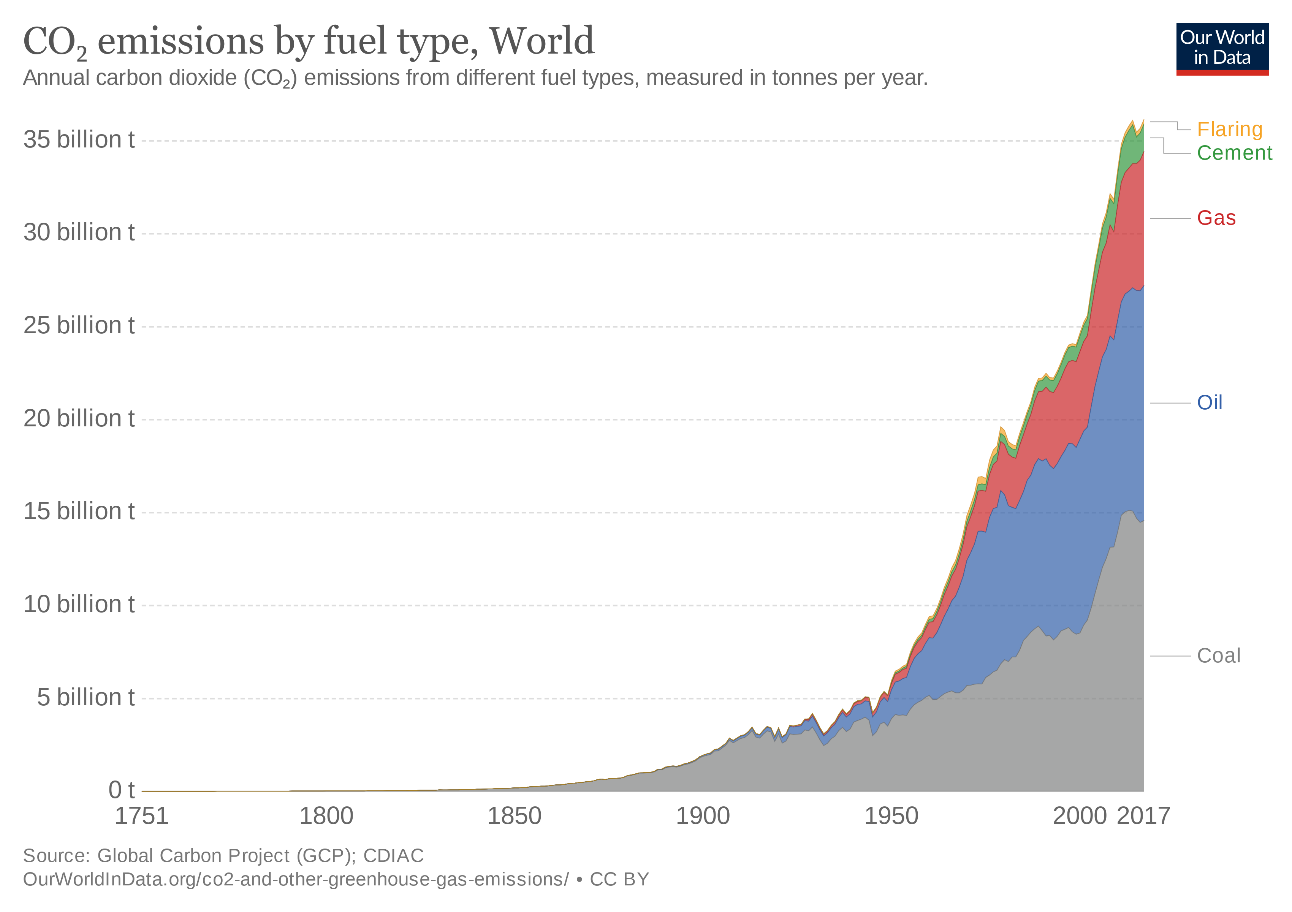 CO₂ emissions by fuel type, World
Annual carbon dioxide (CO₂) emissions from different fuel types, measured in tonnes per year.
Our World
in Data
35 billion t
30 billion t
25 billion t
20 billion t
15 billion t
10 billion t
5 billion t
0 t
Flaring
Cement
Gas
Oil
Coal
1751 1800 1850 1900 1950 2000 2017
Source: Global Carbon Project (GCP); CDIAC
OurWorldInData.org/co2-and-other-greenhouse-gas-emissions/ • CC BY